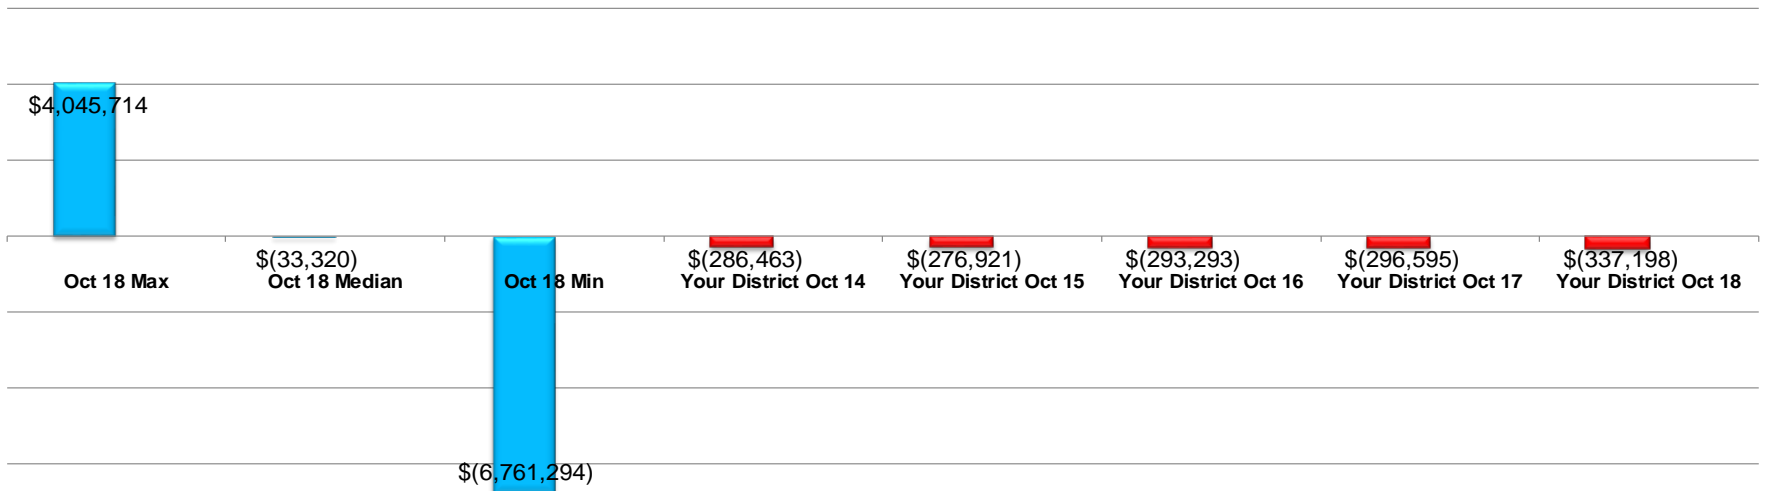 $4,045,714
$(33,320)
$(286,463)
$(276,921)
$(293,293)
$(296,595)
$(337,198)
Oct 18 Max
Oct 18 Median
Oct 18 Min
Your District Oct 14
Your District Oct 15
Your District Oct 16
Your District Oct 17
Your District Oct 18
$(6,761,294)